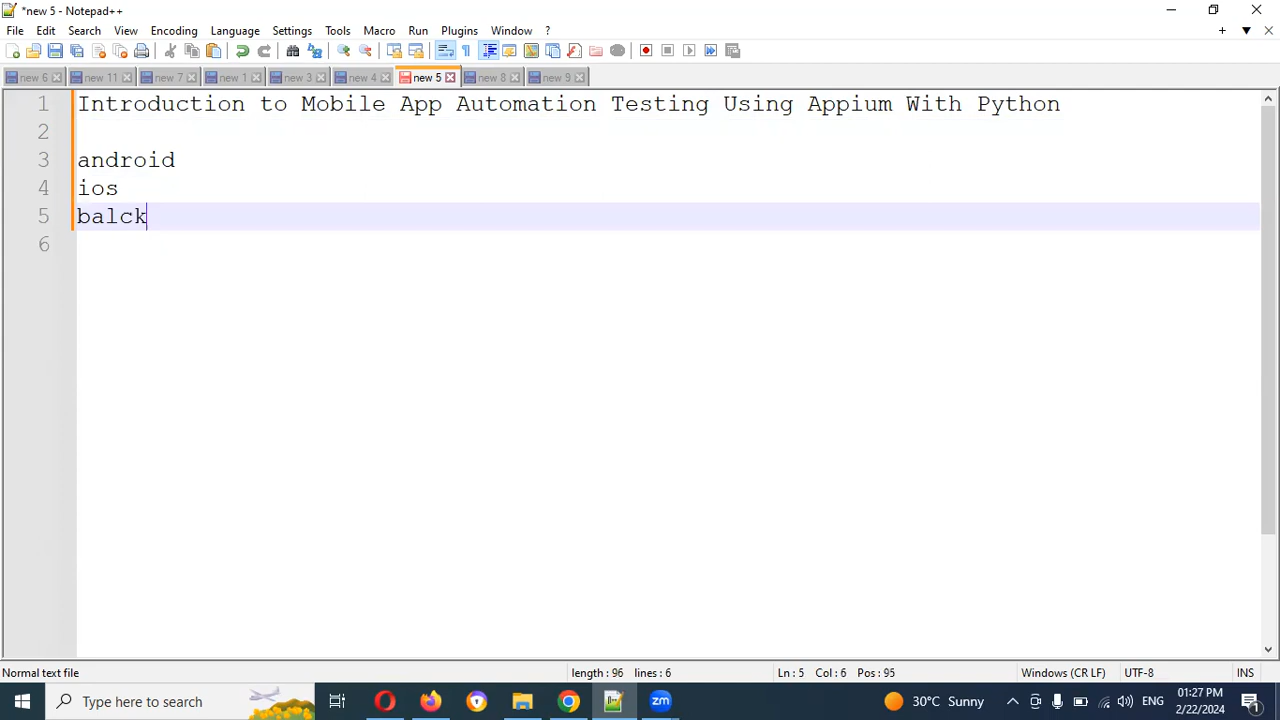 *new 5 - Notepad++
File Edit Search View Encoding Language Settings Tools Macro Run Plugins Window ?
new 6 new 11 new 7 new 1 new 3 new 4 new 5 new 8 new 9
1 Introduction to Mobile App Automation Testing Using Appium With Python
2
3 android
4 ios
5 balck
6
Normal text file length : 96 lines : 6 Ln : 5 Col : 6 Pos : 95 Windows (CR LF) UTF-8 INS
Type here to search zm 30°C Sunny ENG 01:27 PM
2/22/2024 1